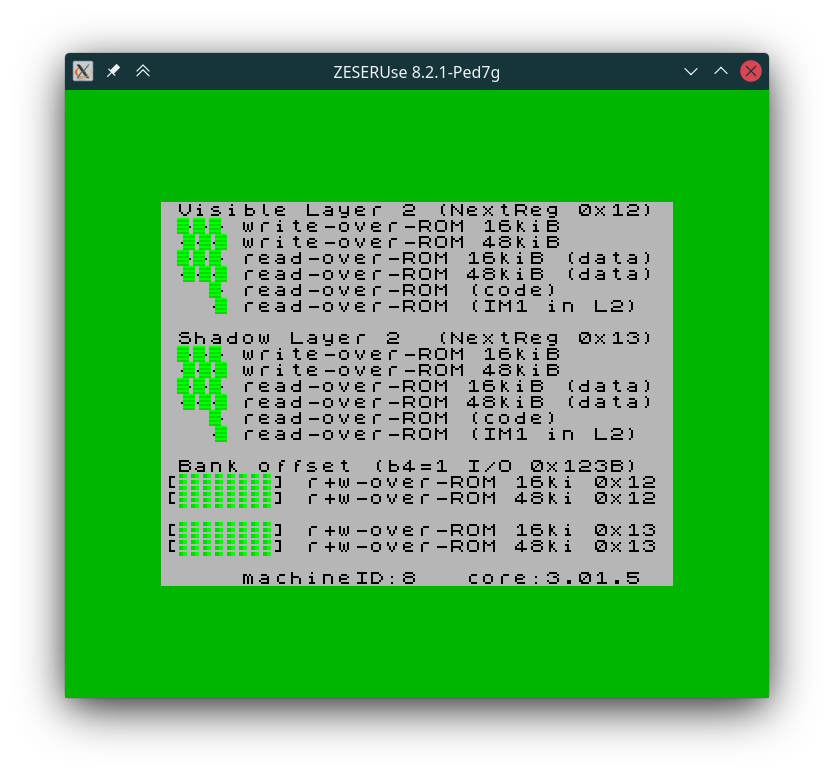 ZESERUse 8.2.1-Ped7g
Visible Layer 2 (NextReg 0x12)
write-over-ROM 16kiB
write-over-ROM 48kiB
read-over-ROM 16kiB (data)
read-over-ROM 48kiB (data)
read-over-ROM (code)
read-over-ROM (IM1 in L2)
Shadow Layer 2 (NextReg 0x13)
write-over-ROM 16kiB
write-over-ROM 48kiB
read-over-ROM 16kiB (data)
read-over-ROM 48kiB (data)
read-over-ROM (code)
read-over-ROM (IM1 in L2)
Bank offset (b4=1 I/O 0x123B)
[ ] r+w-over-ROM 16ki 0x12
[ ] r+w-over-ROM 48ki 0x12
[ ] r+w-over-ROM 16ki 0x13
[ ] r+w-over-ROM 48ki 0x13
machineID:8 core:3.01.5